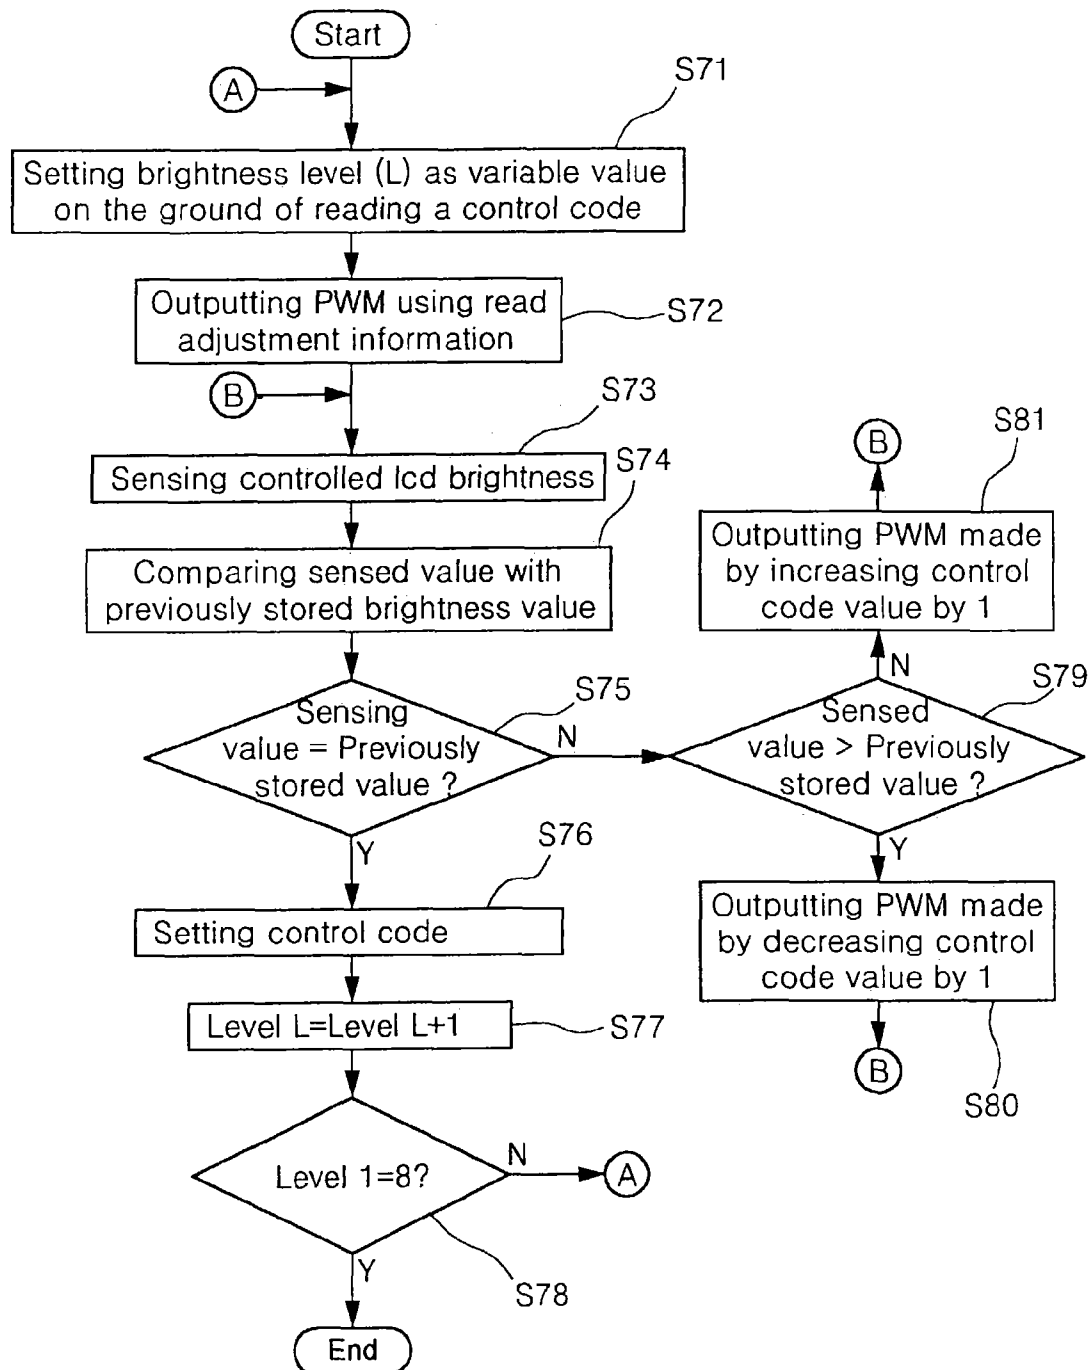 Start
A
S71
Setting brightness level (L) as variable value
on the ground of reading a control code
Outputting PWM using read
adjustment information
S72
B
S73
Sensing controlled lcd brightness
S74
Comparing sensed value with
previously stored brightness value
S75
Sensing
value = Previously
stored value ?
N
Y
S76
Setting control code
Level L=Level L+1
S77
Level 1=8?
N
A
S78
Y
End
B
S81
Outputting PWM made
by increasing control
code value by 1
N
S79
Sensed
value > Previously
stored value ?
Y
Outputting PWM made
by decreasing control
code value by 1
B
S80